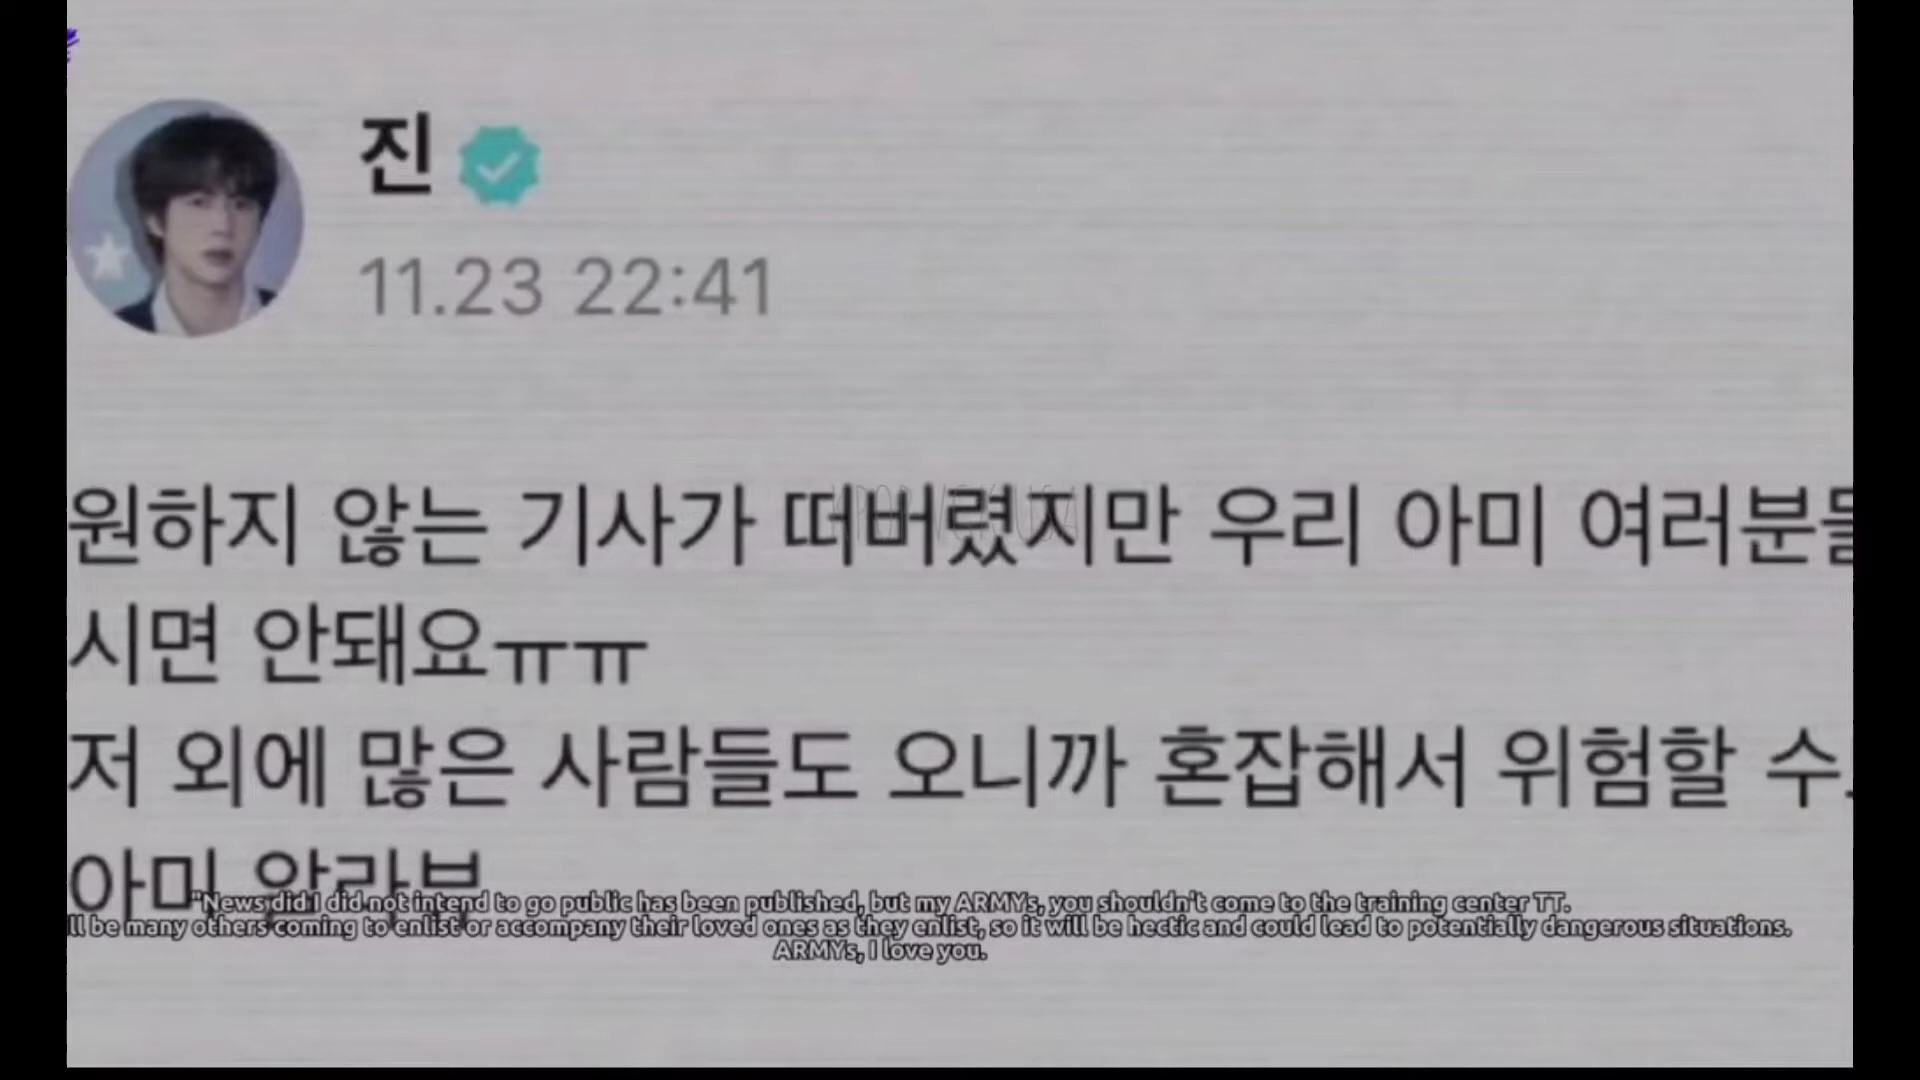 진
11.23 22:41
원하지 않는 기사가 떠버렸지만 우리 아미 여러분들
시면 안돼요ㅠㅠ
저 외에 많은 사람들도 오니까 혼잡해서 위험할 수
아미 알라뷰
"News did I did not intend to go public has been published, but my ARMYs, you shouldn't come to the training center TT.
ll be many others coming to enlist or accompany their loved ones as they enlist, so it will be hectic and could lead to potentially dangerous situations.
ARMYs, I love you.